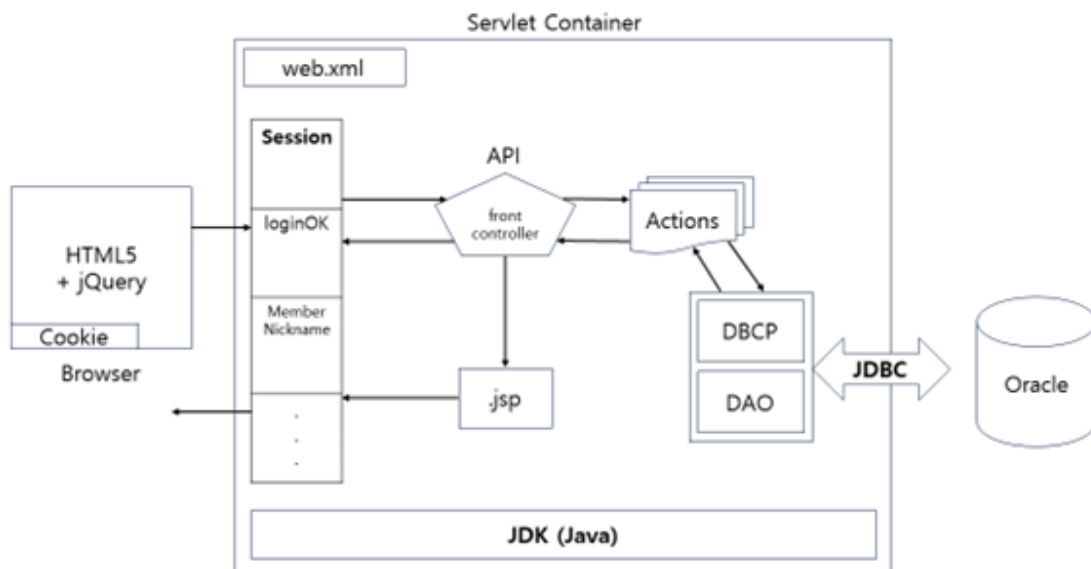 Servlet Container
web.xml
Session
API
front
controller
Actions
loginOK
HTML5
+ jQuery
Cookie
Browser
Member
Nickname
.
.
.
.jsp
DBCP
DAO
JDBC
Oracle
JDK (Java)